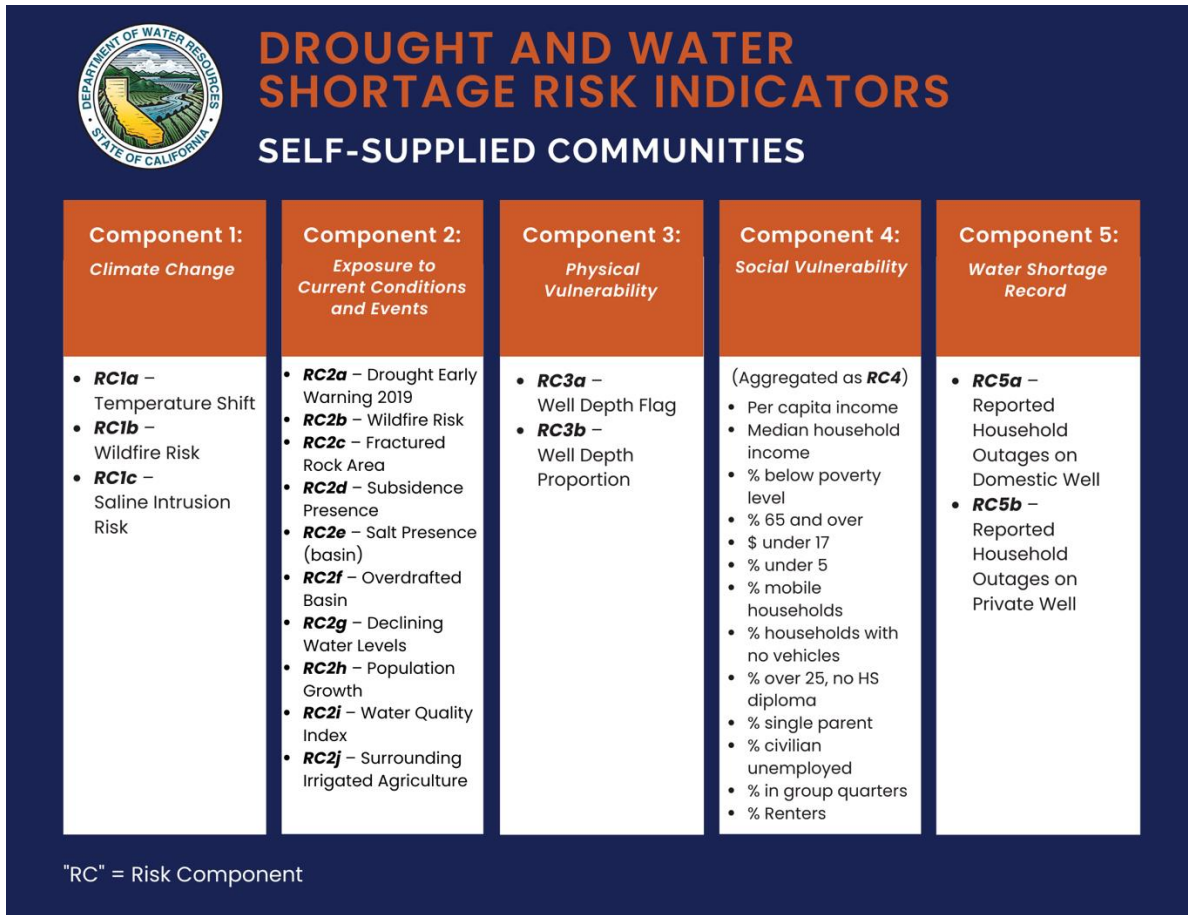 DEPARTMENT OF WATER RESOURCES
STATE OF CALIFORNIA
DROUGHT AND WATER
SHORTAGE RISK INDICATORS
SELF-SUPPLIED COMMUNITIES
Component 1:
Climate Change
• RC1a –
Temperature Shift
• RC1b –
Wildfire Risk
• RC1c –
Saline Intrusion
Risk
Component 2:
Exposure to
Current Conditions
and Events
• RC2a – Drought Early
Warning 2019
• RC2b – Wildfire Risk
• RC2c – Fractured
Rock Area
• RC2d – Subsidence
Presence
• RC2e – Salt Presence
(basin)
• RC2f – Overdrafted
Basin
• RC2g – Declining
Water Levels
• RC2h – Population
Growth
• RC2i – Water Quality
Index
• RC2j – Surrounding
Irrigated Agriculture
Component 3:
Physical
Vulnerability
• RC3a –
Well Depth Flag
• RC3b –
Well Depth
Proportion
Component 4:
Social Vulnerability
(Aggregated as RC4)
• Per capita income
• Median household
income
• % below poverty
level
• % 65 and over
• $ under 17
• % under 5
• % mobile
households
• % households with
no vehicles
• % over 25, no HS
diploma
• % single parent
• % civilian
unemployed
• % in group quarters
• % Renters
Component 5:
Water Shortage
Record
• RC5a –
Reported
Household
Outages on
Domestic Well
• RC5b –
Reported
Household
Outages on
Private Well
"RC" = Risk Component